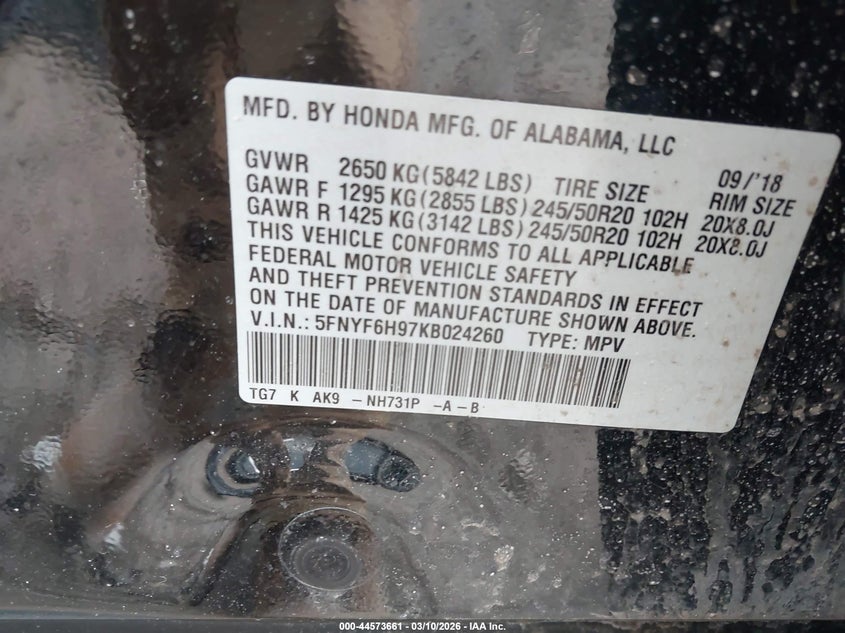 MFD. BY HONDA MFG. OF ALABAMA, LLC
09/'18
GVWR 2650 KG(5842 LBS) TIRE SIZE RIM SIZE
GAWR F 1295 KG(2855 LBS) 245/50R20 102H 20X8.0J
GAWR R 1425 KG(3142 LBS) 245/50R20 102H 20X8.0J
THIS VEHICLE CONFORMS TO ALL APPLICABLE
FEDERAL MOTOR VEHICLE SAFETY
AND THEFT PREVENTION STANDARDS IN EFFECT
ON THE DATE OF MANUFACTURE SHOWN ABOVE.
V.I.N.: 5FNYF6H97KB024260 TYPE: MPV
TG7 K AK9 -NH731P -A-B
000-44573661 - 03/10/2026 - IAA Inc.